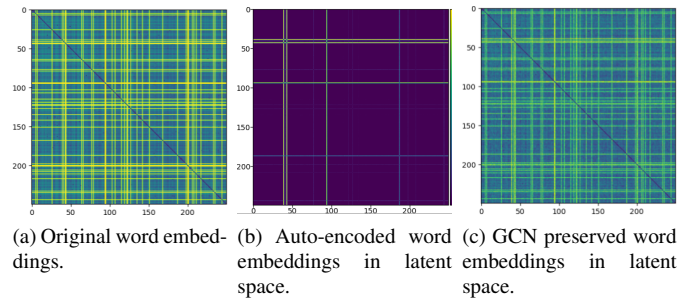 0
50
100
150
200
0 50 100 150 200
0
50
100
150
200
0 50 100 150 200
0
50
100
150
200
0 50 100 150 200
(a) Original word embed-
dings.
(b) Auto-encoded word
embeddings in latent
space.
(c) GCN preserved word
embeddings in latent
space.